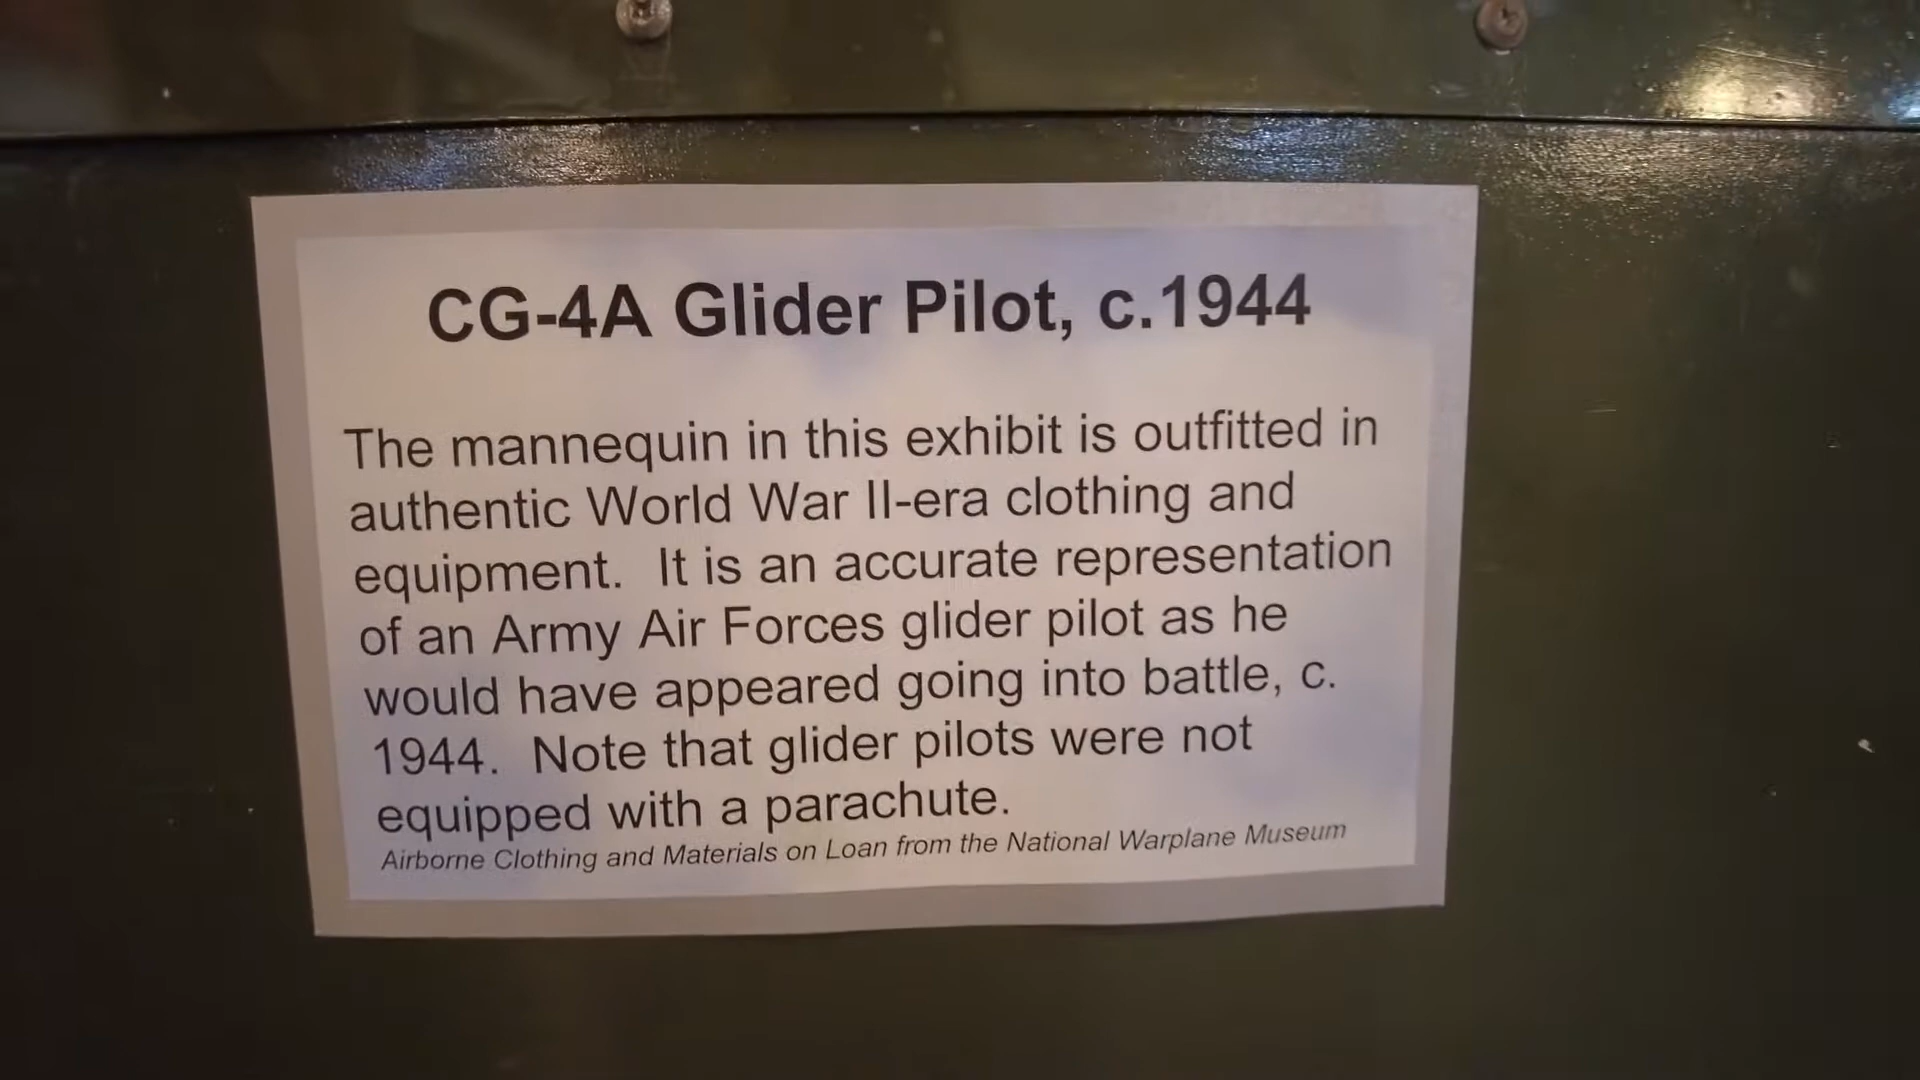 CG-4A Glider Pilot, c.1944
The mannequin in this exhibit is outfitted in
authentic World War II-era clothing and
equipment.  It is an accurate representation
of an Army Air Forces glider pilot as he
would have appeared going into battle, c.
1944.  Note that glider pilots were not
equipped with a parachute.
Airborne Clothing and Materials on Loan from the National Warplane Museum